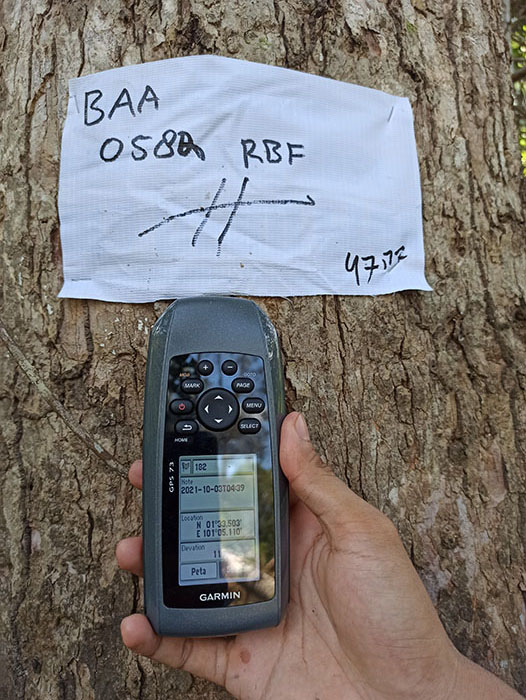 BAA
0582 RBF
MARK
PAGE
MENU
SELECT
HOME
GPS 73
182
Note
2021-10-03T04:39
Location
N 01°33.503'
E 101°05.110'
Elevation
11
Peta
GARMIN